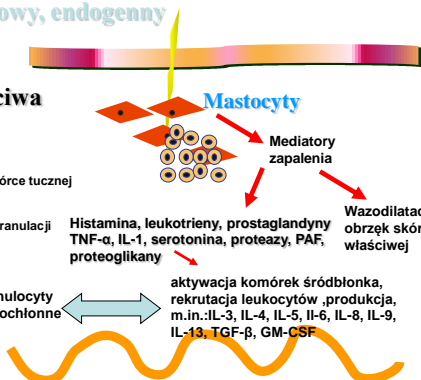 owy, endogenny
ciwa
Mastocyty
Mediatory
zapalenia
órce tucznej
ranulacji
Histamina, leukotrieny, prostaglandyny
TNF-α, IL-1, serotonina, proteazy, PAF,
proteoglikany
Wazodilatac
obrzęk skór
właściwej
nulocyty
ochłonne
aktywacja komórek śródbłonka,
rekrutacja leukocytów ,produkcja,
m.in.:IL-3, IL-4, IL-5, Il-6, IL-8, IL-9,
IL-13, TGF-β, GM-CSF